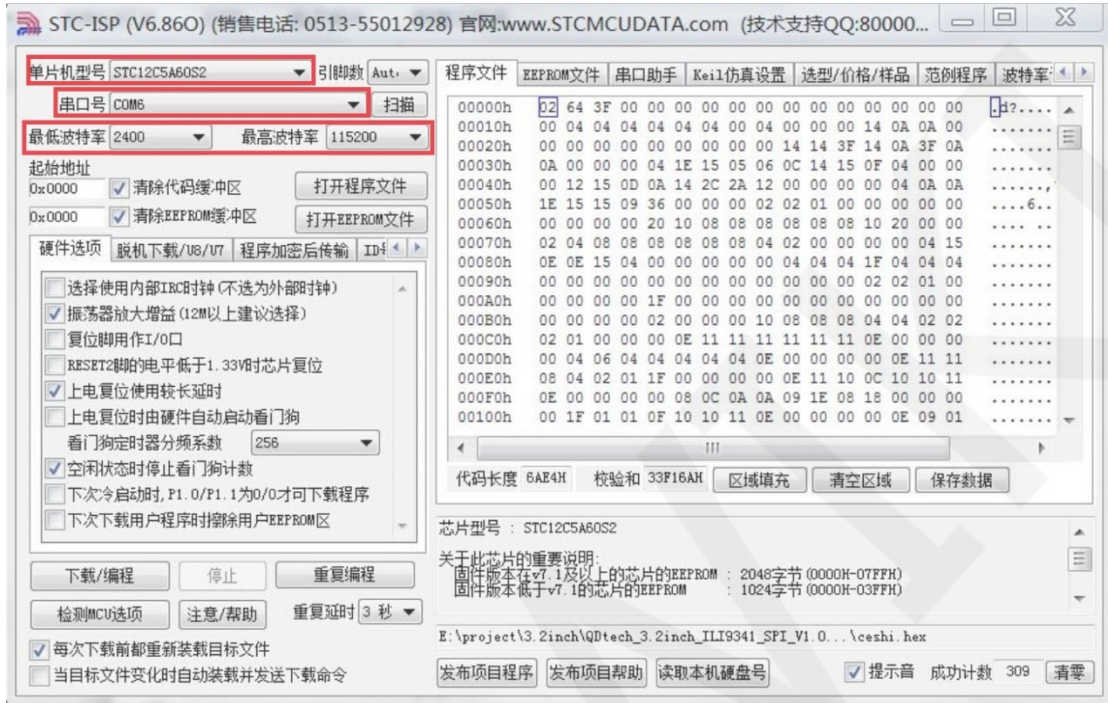 STC-ISP (V6.86O) (销售电话: 0513-55012928) 官网:www.STCMCUDATA.com (技术支持QQ:80000...
单片机型号 STC12C5A60S2 引脚数 Aut
串口号 COM6 扫描
最低波特率 2400 最高波特率 115200
起始地址
0x0000 清除代码缓冲区 打开程序文件
0x0000 清除EEPROM缓冲区 打开EEPROM文件
硬件选项 脱机下载/U8/U7 程序加密后传输
选择使用内部IRC时钟(不选为外部时钟)
振荡器放大增益(12M以上建议选择)
复位脚用作I/O口
RESET2脚的电平低于1.33V时芯片复位
上电复位使用较长延时
上电复位时由硬件自动启动看门狗
看门狗定时器分频系数 256
空闲状态时停止看门狗计数
下次冷启动时,P1.0/P1.1为0/0才可下载程序
下次下载用户程序时擦除用户EEPROM区
下载/编程 停止 重复编程
检测MCU选项 注意/帮助 重复延时 3 秒
每次下载前都重新装载目标文件
当目标文件变化时自动装载并发送下载命令
程序文件 EEPROM文件 串口助手 Keil仿真设置 选型/价格/样品 范例程序 波特率
00000h 02 64 3F 00 00 00 00 00 00 00 00 00 00 00 00 00 .d?....
00010h 00 04 04 04 04 04 04 00 04 00 00 00 14 0A 0A 00 .......
00020h 00 00 00 00 00 00 00 00 00 14 14 3F 14 0A 3F 0A .......
00030h 0A 00 00 00 04 1E 15 05 06 0C 14 15 0F 04 00 00 .......
00040h 00 12 15 0D 0A 14 2C 2A 12 00 00 00 00 04 0A 0A ......,
00050h 1E 15 15 09 36 00 00 00 02 02 01 00 00 00 00 00 ....6..
00060h 00 00 00 00 20 10 08 08 08 08 08 08 10 20 00 00 .... ..
00070h 02 04 08 08 08 08 08 08 04 02 00 00 00 00 04 15 .......
00080h 0E 0E 15 04 00 00 00 00 00 04 04 04 1F 04 04 04 .......
00090h 00 00 00 00 00 00 00 00 00 00 00 00 02 02 01 00 .......
000A0h 00 00 00 00 1F 00 00 00 00 00 00 00 00 00 00 00 .......
000B0h 00 00 00 00 02 00 00 00 10 08 08 08 04 04 02 02 .......
000C0h 02 01 00 00 00 0E 11 11 11 11 11 11 0E 00 00 00 .......
000D0h 00 04 06 04 04 04 04 04 0E 00 00 00 00 0E 11 11 .......
000E0h 08 04 02 01 1F 00 00 00 00 0E 11 10 0C 10 10 11 .......
000F0h 0E 00 00 00 00 08 0C 0A 0A 09 1E 08 18 00 00 00 .......
00100h 00 1F 01 01 0F 10 10 11 0E 00 00 00 00 0E 09 01 .......
代码长度 6AE4H 校验和 33F16AH 区域填充 清空区域 保存数据
芯片型号 : STC12C5A60S2
关于此芯片的重要说明:
固件版本在v7.1及以上的芯片的EEPROM : 2048字节(0000H-07FFH)
固件版本低于v7.1的芯片的EEPROM : 1024字节(0000H-03FFH)
E:\project\3.2inch\QDtech_3.2inch_ILI9341_SPI_V1.0...\ceshi.hex
发布项目程序 发布项目帮助 读取本机硬盘号 提示音 成功计数 309 清零